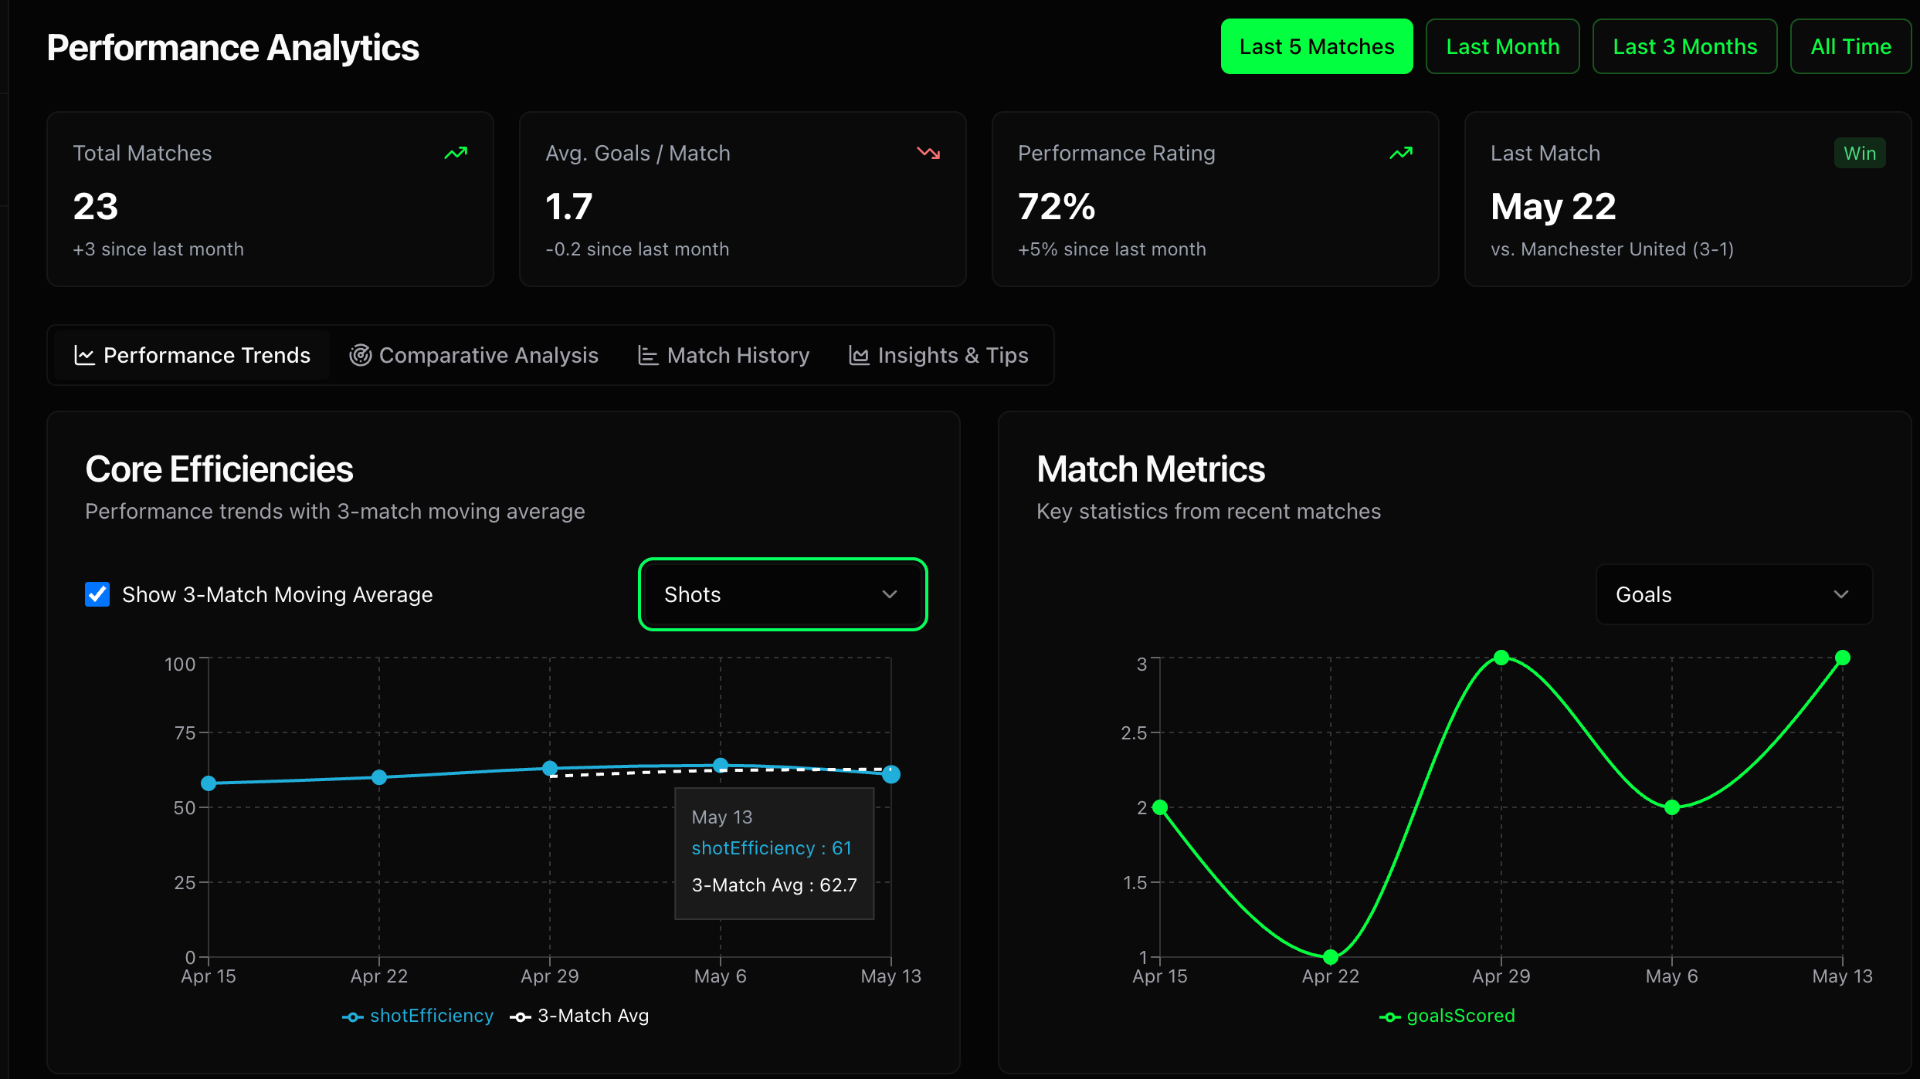 Performance Analytics
Last 5 Matches
Last Month
Last 3 Months
All Time
Total Matches
23
+3 since last month
Avg. Goals / Match
1.7
-0.2 since last month
Performance Rating
72%
+5% since last month
Last Match
Win
May 22
vs. Manchester United (3-1)
Performance Trends
Comparative Analysis
Match History
Insights & Tips
Core Efficiencies
Performance trends with 3-match moving average
Show 3-Match Moving Average
Shots
100
75
50
25
0
Apr 15
Apr 22
Apr 29
May 6
May 13
May 13
shotEfficiency : 61
3-Match Avg : 62.7
shotEfficiency
3-Match Avg
Match Metrics
Key statistics from recent matches
Goals
3
2.5
2
1.5
1
Apr 15
Apr 22
Apr 29
May 6
May 13
goalsScored